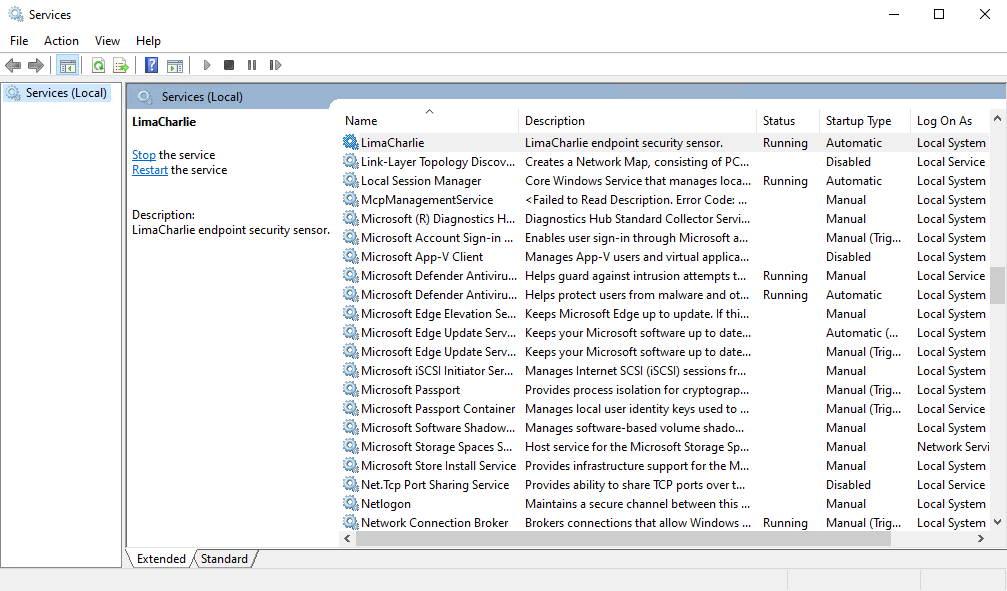 Services
File Action View Help
Services (Local)
Services (Local)
LimaCharlie
Stop the service
Restart the service
Description:
LimaCharlie endpoint security sensor.
Name Description Status Startup Type Log On As
LimaCharlie LimaCharlie endpoint security sensor. Running Automatic Local System
Link-Layer Topology Discov... Creates a Network Map, consisting of PC... Disabled Local Service
Local Session Manager Core Windows Service that manages loca... Running Automatic Local System
McpManagementService <Failed to Read Description. Error Code: ... Manual Local System
Microsoft (R) Diagnostics H... Diagnostics Hub Standard Collector Servi... Manual Local System
Microsoft Account Sign-in ... Enables user sign-in through Microsoft a... Manual (Trig... Local System
Microsoft App-V Client Manages App-V users and virtual applica... Disabled Local System
Microsoft Defender Antiviru... Helps guard against intrusion attempts t... Running Manual Local Service
Microsoft Defender Antiviru... Helps protect users from malware and ot... Running Automatic Local System
Microsoft Edge Elevation Se... Keeps Microsoft Edge up to update. If thi... Manual Local System
Microsoft Edge Update Serv... Keeps your Microsoft software up to date... Automatic (... Local System
Microsoft Edge Update Serv... Keeps your Microsoft software up to date... Manual (Trig... Local System
Microsoft iSCSI Initiator Ser... Manages Internet SCSI (iSCSI) sessions fr... Manual Local System
Microsoft Passport Provides process isolation for cryptograp... Manual (Trig... Local System
Microsoft Passport Container Manages local user identity keys used to ... Manual (Trig... Local Service
Microsoft Software Shadow... Manages software-based volume shado... Manual Local System
Microsoft Storage Spaces S... Host service for the Microsoft Storage Sp... Manual Network Servi
Microsoft Store Install Service Provides infrastructure support for the M... Manual Local System
Net.Tcp Port Sharing Service Provides ability to share TCP ports over t... Disabled Local Service
Netlogon Maintains a secure channel between this ... Manual Local System
Network Connection Broker Brokers connections that allow Windows ... Running Manual (Trig... Local System
Extended Standard